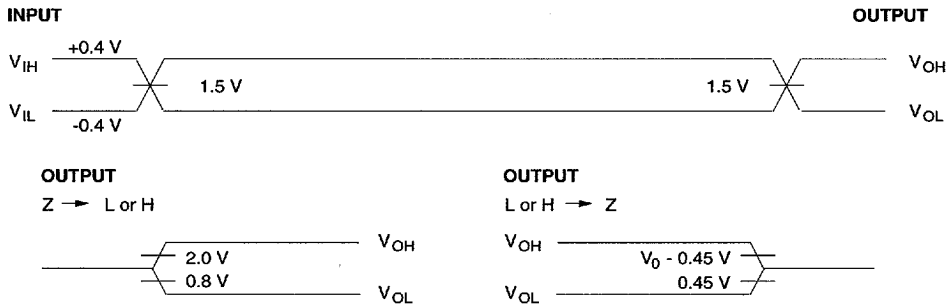 INPUT OUTPUT
V_IH +0.4 V V_OH
1.5 V 1.5 V
V_IL -0.4 V V_OL
OUTPUT
Z → L or H
V_OH
2.0 V
0.8 V
V_OL
OUTPUT
L or H → Z
V_OH
V_0 - 0.45 V
0.45 V
V_OL